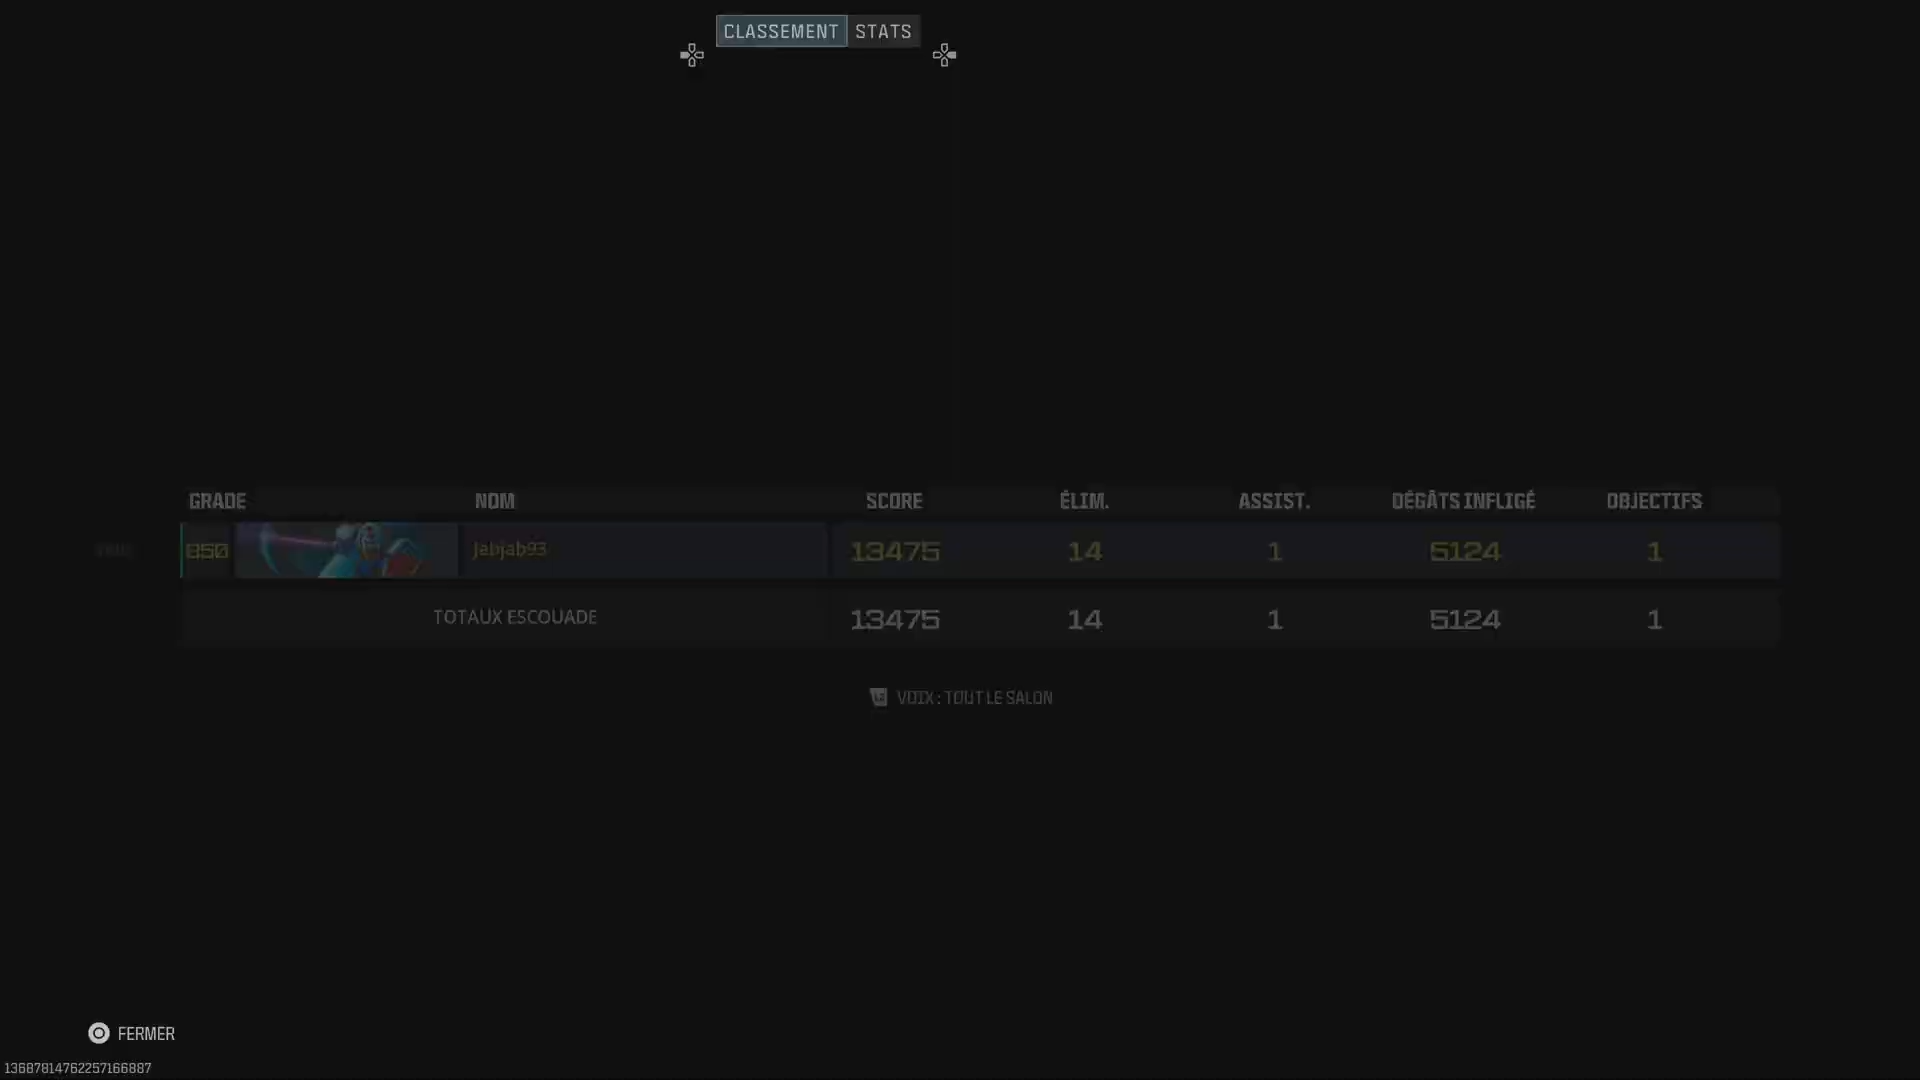 CLASSEMENT STATS
GRADE NOM SCORE ÉLIM. ASSIST. DÉGÂTS INFLIGÉ OBJECTIFS
850 jabjab93 13475 14 1 5124 1
TOTAUX ESCOUADE 13475 14 1 5124 1
VOIX : TOUT LE SALON
FERMER
13687814762257166887